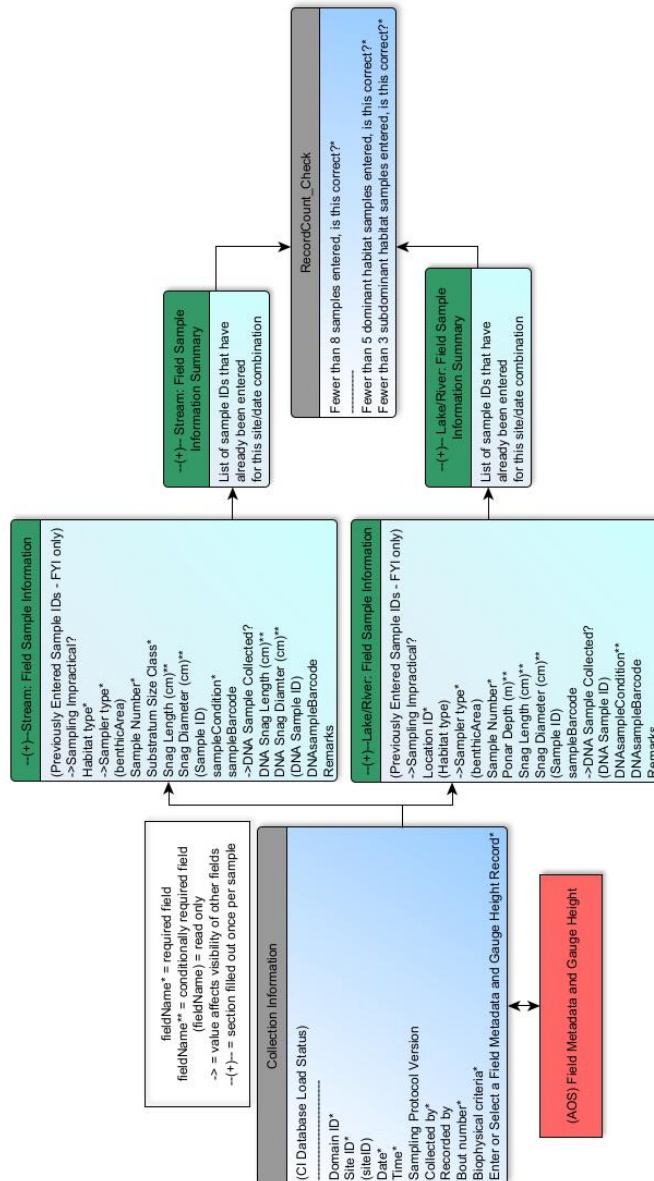 fieldName* = required field
fieldName** = conditionally required field
(fieldName) = read only
-> = value affects visibility of other fields
--(+)-- = section filled out once per sample
Collection Information
(CI Database Load Status)
--------------------------------
Domain ID*
Site ID*
(siteID)
Date*
Time*
Sampling Protocol Version
Collected by*
Recorded by
Bout number*
Biophysical criteria*
Enter or Select a Field Metadata and Gauge Height Record*
(AOS) Field Metadata and Gauge Height
--(+)--Stream: Field Sample Information
(Previously Entered Sample IDs - FYI only)
->Sampling Impractical?
Habitat type*
->Sampler type*
(benthicArea)
Sample Number*
Substratum Size Class*
Snag Length (cm)**
Snag Diameter (cm)**
(Sample ID)
sampleCondition*
sampleBarcode
->DNA Sample Collected?
DNA Snag Length (cm)**
DNA Snag Diamter (cm)**
(DNA Sample ID)
DNAsampleBarcode
Remarks
--(+)--Lake/River: Field Sample Information
(Previously Entered Sample IDs - FYI only)
->Sampling Impractical?
Location ID*
(Habitat type)
->Sampler type*
(benthicArea)
Sample Number*
Ponar Depth (m)**
Snag Length (cm)**
Snag Diameter (cm)**
(Sample ID)
sampleBarcode
->DNA Sample Collected?
(DNA Sample ID)
DNAsampleCondition**
DNAsampleBarcode
Remarks
--(+)-- Stream: Field Sample
Information Summary
List of sample IDs that have
already been entered
for this site/date combination
--(+)-- Lake/River: Field Sample
Information Summary
List of sample IDs that have
already been entered
for this site/date combination
RecordCount_Check
Fewer than 8 samples entered, is this correct?*
--------------
Fewer than 5 dominant habitat samples entered, is this correct?*
Fewer than 3 subdominant habitat samples entered, is this correct?*